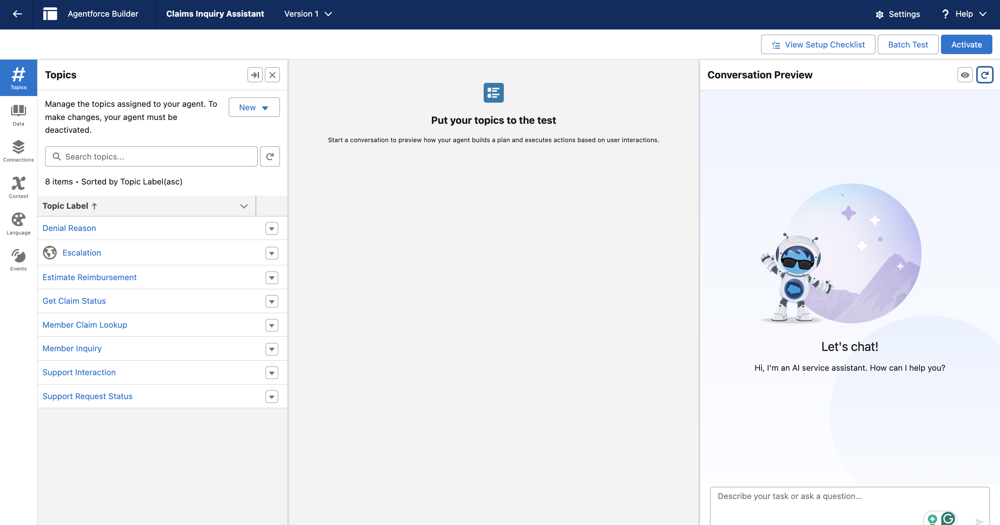 Agentforce Builder
Claims Inquiry Assistant
Version 1
Settings
? Help
View Setup Checklist
Batch Test
Activate
# Topics
Data
Connections
Context
Language
Events
Topics
Manage the topics assigned to your agent. To
make changes, your agent must be
deactivated.
New
Search topics...
8 items • Sorted by Topic Label(asc)
Topic Label ↑
Denial Reason
Escalation
Estimate Reimbursement
Get Claim Status
Member Claim Lookup
Member Inquiry
Support Interaction
Support Request Status
Put your topics to the test
Start a conversation to preview how your agent builds a plan and executes actions based on user interactions.
Conversation Preview
Let's chat!
Hi, I'm an AI service assistant. How can I help you?
Describe your task or ask a question...